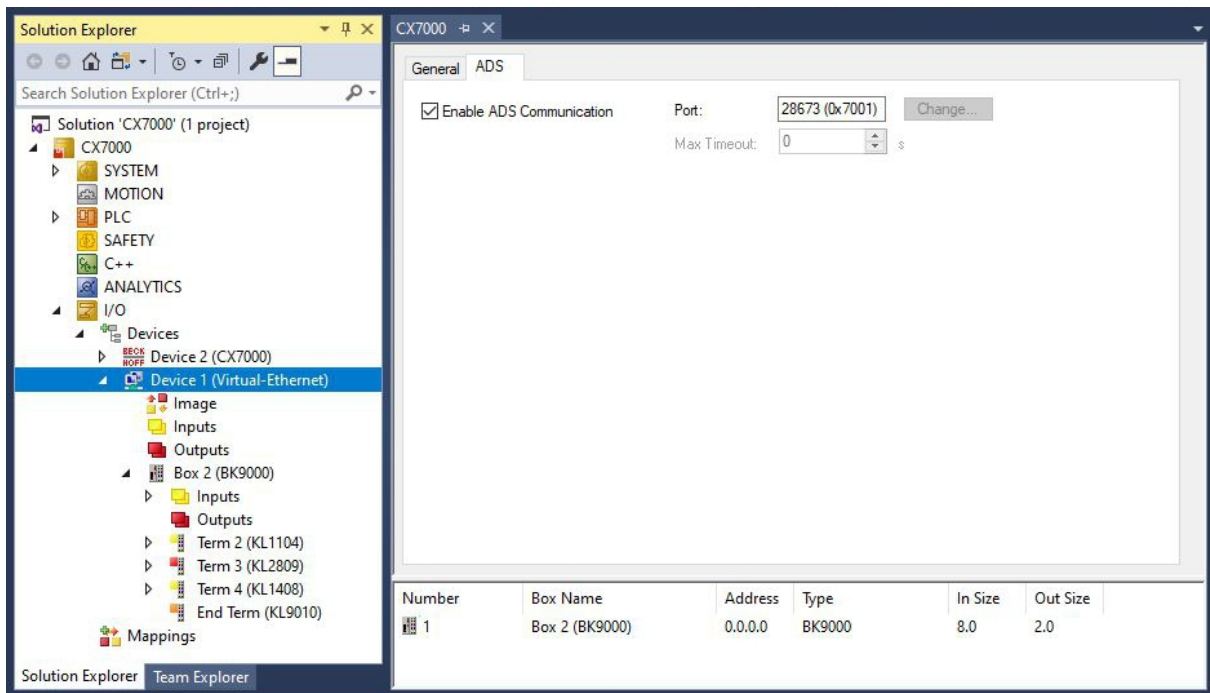 Solution Explorer
Search Solution Explorer (Ctrl+;)
Solution 'CX7000' (1 project)
CX7000
SYSTEM
MOTION
PLC
SAFETY
C++
ANALYTICS
I/O
Devices
BECKHOFF Device 2 (CX7000)
Device 1 (Virtual-Ethernet)
Image
Inputs
Outputs
Box 2 (BK9000)
Inputs
Outputs
Term 2 (KL1104)
Term 3 (KL2809)
Term 4 (KL1408)
End Term (KL9010)
Mappings
Solution Explorer Team Explorer
CX7000
General ADS
Enable ADS Communication Port: 28673 (0x7001) Change...
Max Timeout: 0 s
Number Box Name Address Type In Size Out Size
1 Box 2 (BK9000) 0.0.0.0 BK9000 8.0 2.0